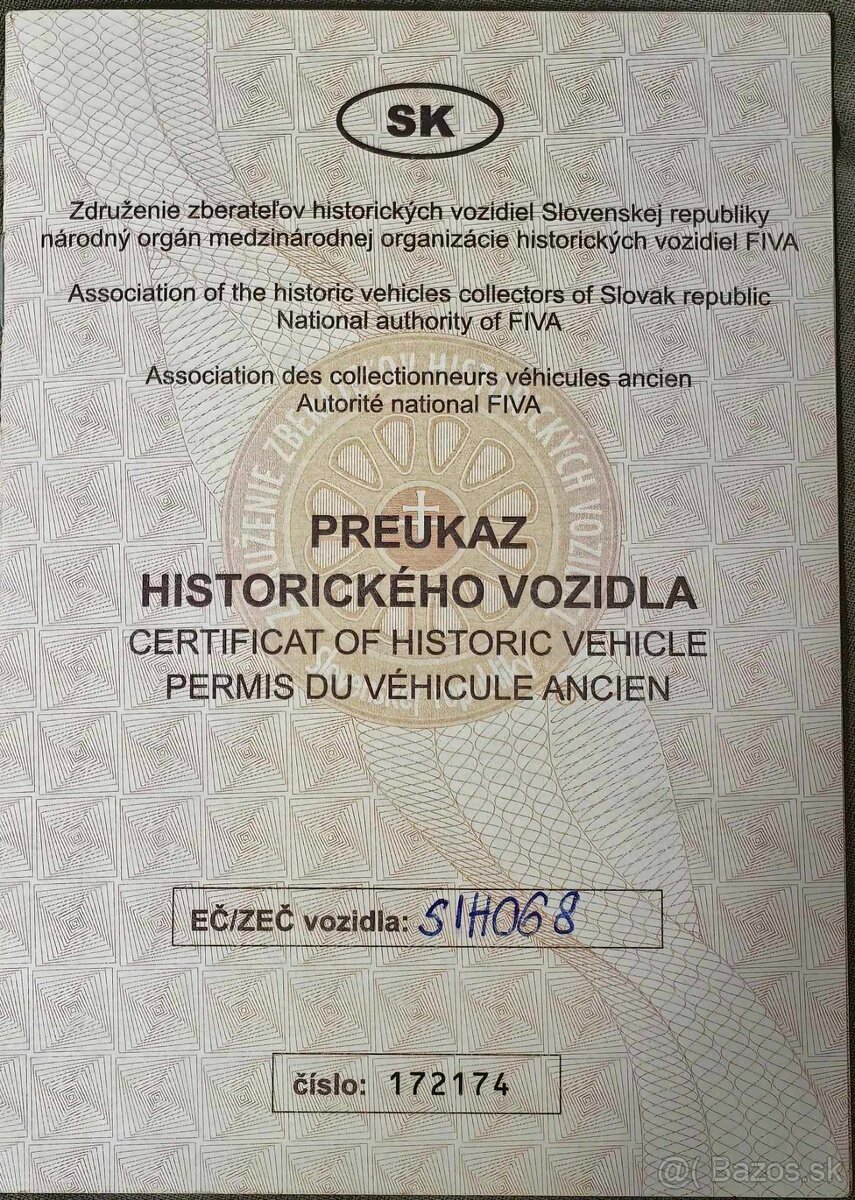 SK
Združenie zberateľov historických vozidiel Slovenskej republiky
národný orgán medzinárodnej organizácie historických vozidiel FIVA
Association of the historic vehicles collectors of Slovak republic
National authority of FIVA
Association des collectionneurs véhicules ancien
Autorité national FIVA
PREUKAZ
HISTORICKÉHO VOZIDLA
CERTIFICAT OF HISTORIC VEHICLE
PERMIS DU VÉHICULE ANCIEN
EČ/ZEČ vozidla: S1H068
číslo: 172174
@( Bazos.sk